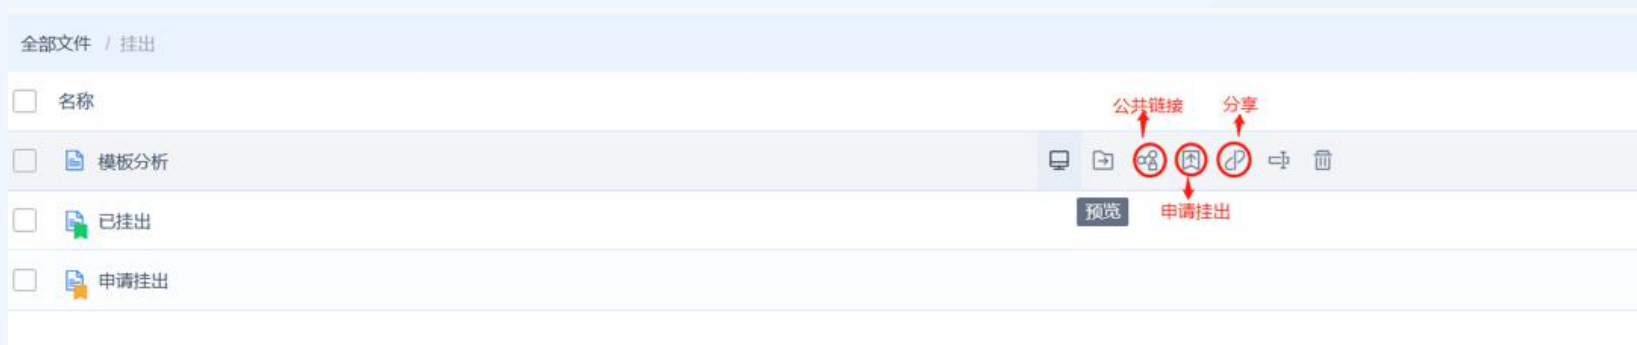 全部文件 / 挂出
名称
公共链接 分享
模板分析
预览 申请挂出
已挂出
申请挂出